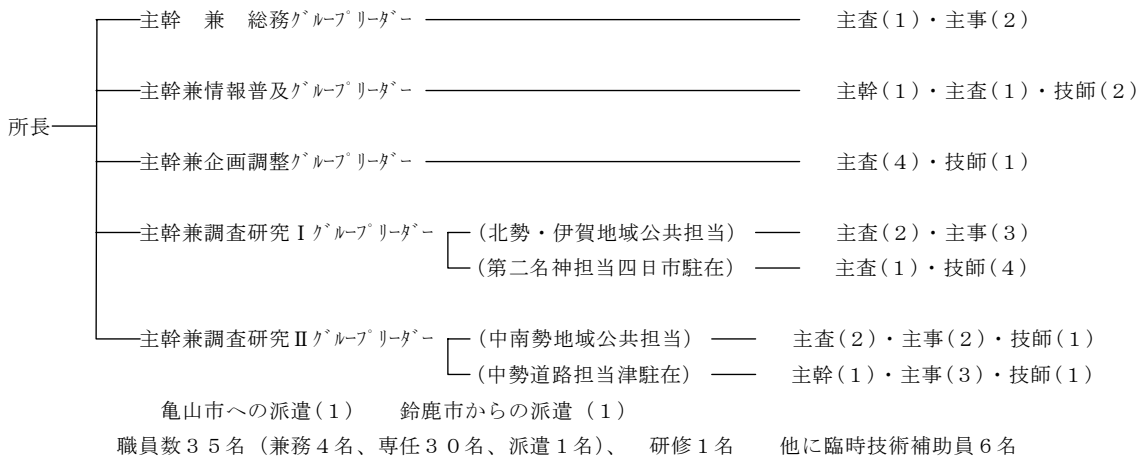 主幹　兼　総務ｸﾞﾙｰﾌﾟﾘｰﾀﾞｰ　主査(１)・主事(２)
主幹兼情報普及ｸﾞﾙｰﾌﾟﾘｰﾀﾞｰ　主幹(１)・主査(１)・技師(２)
所長
主幹兼企画調整ｸﾞﾙｰﾌﾟﾘｰﾀﾞｰ　主査(４)・技師(１)
主幹兼調査研究Ⅰｸﾞﾙｰﾌﾟﾘｰﾀﾞｰ　(北勢・伊賀地域公共担当)　主査(２)・主事(３)
(第二名神担当四日市駐在)　主査(１)・技師(４)
主幹兼調査研究Ⅱｸﾞﾙｰﾌﾟﾘｰﾀﾞｰ　(中南勢地域公共担当)　主査(２)・主事(２)・技師(１)
(中勢道路担当津駐在)　主幹(１)・主事(３)・技師(１)
亀山市への派遣(１)　鈴鹿市からの派遣（１）
職員数３５名（兼務４名、専任３０名、派遣１名）、　研修１名　他に臨時技術補助員６名